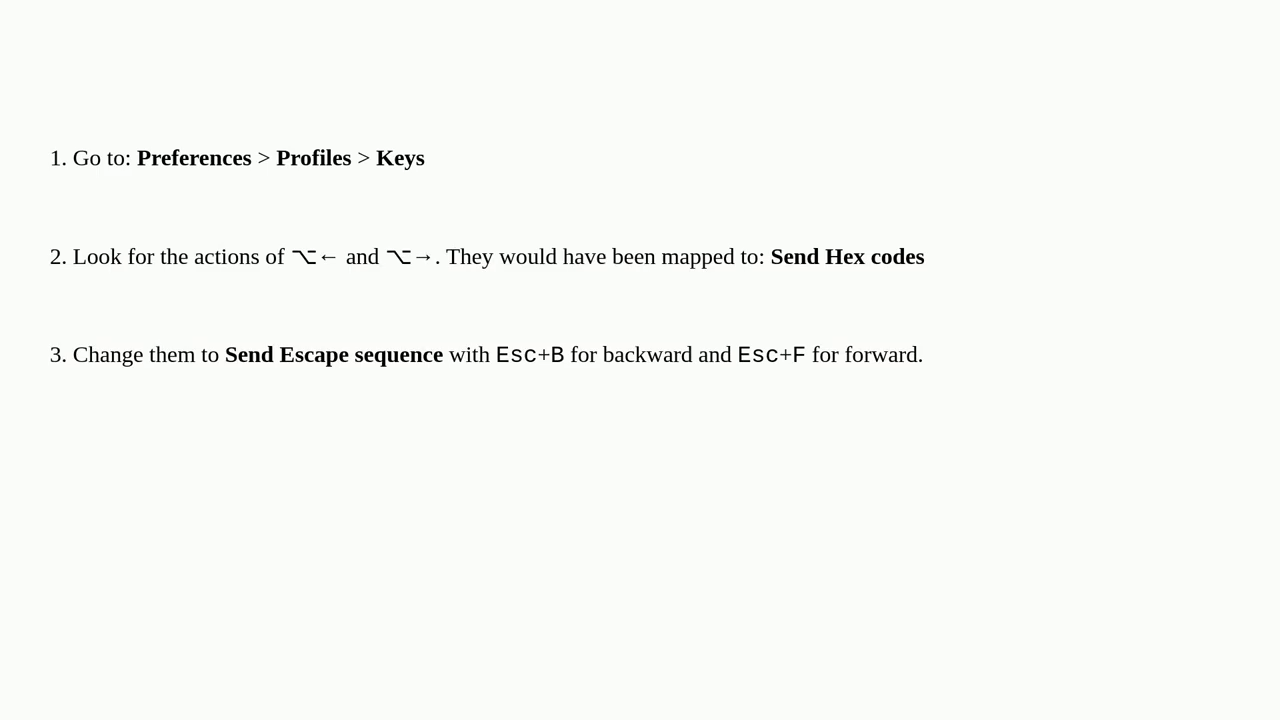 1. Go to: Preferences > Profiles > Keys
2. Look for the actions of ⌥← and ⌥→. They would have been mapped to: Send Hex codes
3. Change them to Send Escape sequence with Esc+B for backward and Esc+F for forward.